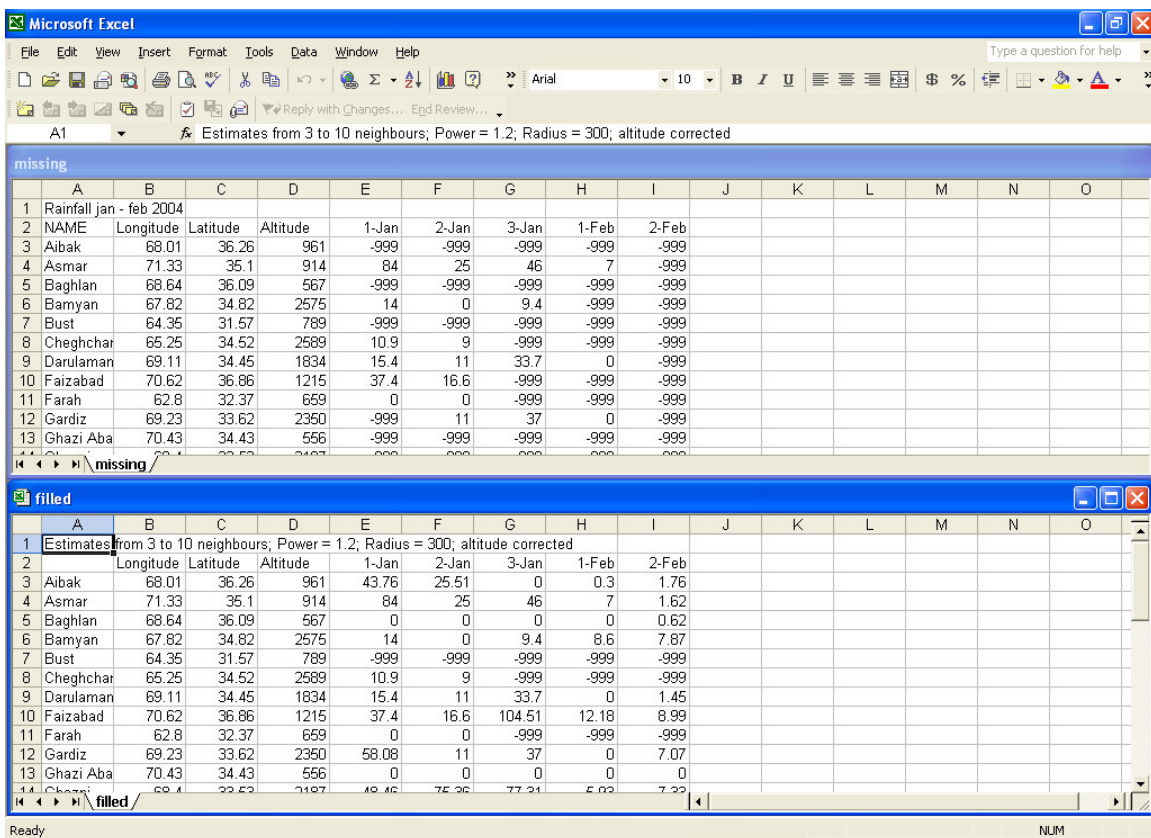 Microsoft Excel
File Edit View Insert Format Tools Data Window Help Type a question for help
Arial 10 B I U $ %
Reply with Changes... End Review...
A1 fx Estimates from 3 to 10 neighbours; Power = 1.2; Radius = 300; altitude corrected
missing
A B C D E F G H I J K L M N O
1 Rainfall jan - feb 2004
2 NAME Longitude Latitude Altitude 1-Jan 2-Jan 3-Jan 1-Feb 2-Feb
3 Aibak 68.01 36.26 961 -999 -999 -999 -999 -999
4 Asmar 71.33 35.1 914 84 25 46 7 -999
5 Baghlan 68.64 36.09 567 -999 -999 -999 -999 -999
6 Bamyan 67.82 34.82 2575 14 0 9.4 -999 -999
7 Bust 64.35 31.57 789 -999 -999 -999 -999 -999
8 Cheghchar 65.25 34.52 2589 10.9 9 -999 -999 -999
9 Darulaman 69.11 34.45 1834 15.4 11 33.7 0 -999
10 Faizabad 70.62 36.86 1215 37.4 16.6 -999 -999 -999
11 Farah 62.8 32.37 659 0 0 -999 -999 -999
12 Gardiz 69.23 33.62 2350 -999 11 37 0 -999
13 Ghazi Aba 70.43 34.43 556 -999 -999 -999 -999 -999
missing
filled
A B C D E F G H I J K L M N O
1 Estimates from 3 to 10 neighbours; Power = 1.2; Radius = 300; altitude corrected
2 Longitude Latitude Altitude 1-Jan 2-Jan 3-Jan 1-Feb 2-Feb
3 Aibak 68.01 36.26 961 43.76 25.51 0 0.3 1.76
4 Asmar 71.33 35.1 914 84 25 46 7 1.62
5 Baghlan 68.64 36.09 567 0 0 0 0 0.62
6 Bamyan 67.82 34.82 2575 14 0 9.4 8.6 7.87
7 Bust 64.35 31.57 789 -999 -999 -999 -999 -999
8 Cheghchar 65.25 34.52 2589 10.9 9 -999 -999 -999
9 Darulaman 69.11 34.45 1834 15.4 11 33.7 0 1.45
10 Faizabad 70.62 36.86 1215 37.4 16.6 104.51 12.18 8.99
11 Farah 62.8 32.37 659 0 0 -999 -999 -999
12 Gardiz 69.23 33.62 2350 58.08 11 37 0 7.07
13 Ghazi Aba 70.43 34.43 556 0 0 0 0 0
filled
Ready NUM